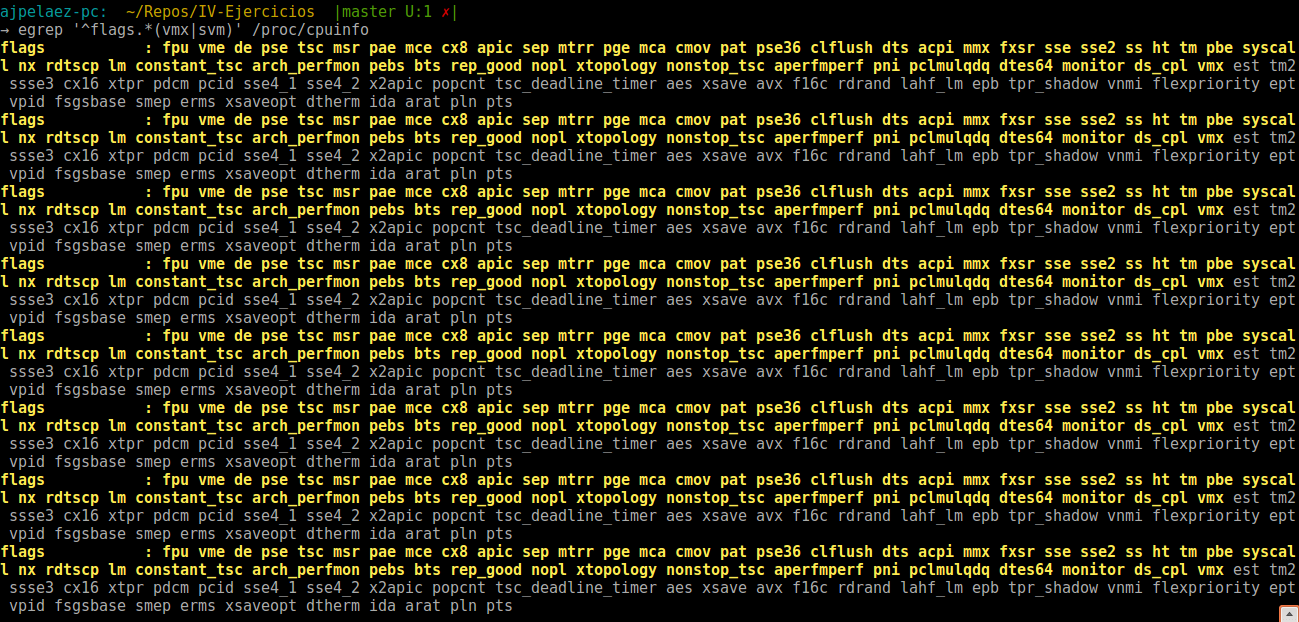 ajpelaez-pc:  ~/Repos/IV-Ejercicios  |master U:1 ✗|
→ egrep '^flags.*(vmx|svm)' /proc/cpuinfo
flags           : fpu vme de pse tsc msr pae mce cx8 apic sep mtrr pge mca cmov pat pse36 clflush dts acpi mmx fxsr sse sse2 ss ht tm pbe syscal
l nx rdtscp lm constant_tsc arch_perfmon pebs bts rep_good nopl xtopology nonstop_tsc aperfmperf pni pclmulqdq dtes64 monitor ds_cpl vmx est tm2
 ssse3 cx16 xtpr pdcm pcid sse4_1 sse4_2 x2apic popcnt tsc_deadline_timer aes xsave avx f16c rdrand lahf_lm epb tpr_shadow vnmi flexpriority ept
 vpid fsgsbase smep erms xsaveopt dtherm ida arat pln pts
flags           : fpu vme de pse tsc msr pae mce cx8 apic sep mtrr pge mca cmov pat pse36 clflush dts acpi mmx fxsr sse sse2 ss ht tm pbe syscal
l nx rdtscp lm constant_tsc arch_perfmon pebs bts rep_good nopl xtopology nonstop_tsc aperfmperf pni pclmulqdq dtes64 monitor ds_cpl vmx est tm2
 ssse3 cx16 xtpr pdcm pcid sse4_1 sse4_2 x2apic popcnt tsc_deadline_timer aes xsave avx f16c rdrand lahf_lm epb tpr_shadow vnmi flexpriority ept
 vpid fsgsbase smep erms xsaveopt dtherm ida arat pln pts
flags           : fpu vme de pse tsc msr pae mce cx8 apic sep mtrr pge mca cmov pat pse36 clflush dts acpi mmx fxsr sse sse2 ss ht tm pbe syscal
l nx rdtscp lm constant_tsc arch_perfmon pebs bts rep_good nopl xtopology nonstop_tsc aperfmperf pni pclmulqdq dtes64 monitor ds_cpl vmx est tm2
 ssse3 cx16 xtpr pdcm pcid sse4_1 sse4_2 x2apic popcnt tsc_deadline_timer aes xsave avx f16c rdrand lahf_lm epb tpr_shadow vnmi flexpriority ept
 vpid fsgsbase smep erms xsaveopt dtherm ida arat pln pts
flags           : fpu vme de pse tsc msr pae mce cx8 apic sep mtrr pge mca cmov pat pse36 clflush dts acpi mmx fxsr sse sse2 ss ht tm pbe syscal
l nx rdtscp lm constant_tsc arch_perfmon pebs bts rep_good nopl xtopology nonstop_tsc aperfmperf pni pclmulqdq dtes64 monitor ds_cpl vmx est tm2
 ssse3 cx16 xtpr pdcm pcid sse4_1 sse4_2 x2apic popcnt tsc_deadline_timer aes xsave avx f16c rdrand lahf_lm epb tpr_shadow vnmi flexpriority ept
 vpid fsgsbase smep erms xsaveopt dtherm ida arat pln pts
flags           : fpu vme de pse tsc msr pae mce cx8 apic sep mtrr pge mca cmov pat pse36 clflush dts acpi mmx fxsr sse sse2 ss ht tm pbe syscal
l nx rdtscp lm constant_tsc arch_perfmon pebs bts rep_good nopl xtopology nonstop_tsc aperfmperf pni pclmulqdq dtes64 monitor ds_cpl vmx est tm2
 ssse3 cx16 xtpr pdcm pcid sse4_1 sse4_2 x2apic popcnt tsc_deadline_timer aes xsave avx f16c rdrand lahf_lm epb tpr_shadow vnmi flexpriority ept
 vpid fsgsbase smep erms xsaveopt dtherm ida arat pln pts
flags           : fpu vme de pse tsc msr pae mce cx8 apic sep mtrr pge mca cmov pat pse36 clflush dts acpi mmx fxsr sse sse2 ss ht tm pbe syscal
l nx rdtscp lm constant_tsc arch_perfmon pebs bts rep_good nopl xtopology nonstop_tsc aperfmperf pni pclmulqdq dtes64 monitor ds_cpl vmx est tm2
 ssse3 cx16 xtpr pdcm pcid sse4_1 sse4_2 x2apic popcnt tsc_deadline_timer aes xsave avx f16c rdrand lahf_lm epb tpr_shadow vnmi flexpriority ept
 vpid fsgsbase smep erms xsaveopt dtherm ida arat pln pts
flags           : fpu vme de pse tsc msr pae mce cx8 apic sep mtrr pge mca cmov pat pse36 clflush dts acpi mmx fxsr sse sse2 ss ht tm pbe syscal
l nx rdtscp lm constant_tsc arch_perfmon pebs bts rep_good nopl xtopology nonstop_tsc aperfmperf pni pclmulqdq dtes64 monitor ds_cpl vmx est tm2
 ssse3 cx16 xtpr pdcm pcid sse4_1 sse4_2 x2apic popcnt tsc_deadline_timer aes xsave avx f16c rdrand lahf_lm epb tpr_shadow vnmi flexpriority ept
 vpid fsgsbase smep erms xsaveopt dtherm ida arat pln pts
flags           : fpu vme de pse tsc msr pae mce cx8 apic sep mtrr pge mca cmov pat pse36 clflush dts acpi mmx fxsr sse sse2 ss ht tm pbe syscal
l nx rdtscp lm constant_tsc arch_perfmon pebs bts rep_good nopl xtopology nonstop_tsc aperfmperf pni pclmulqdq dtes64 monitor ds_cpl vmx est tm2
 ssse3 cx16 xtpr pdcm pcid sse4_1 sse4_2 x2apic popcnt tsc_deadline_timer aes xsave avx f16c rdrand lahf_lm epb tpr_shadow vnmi flexpriority ept
 vpid fsgsbase smep erms xsaveopt dtherm ida arat pln pts